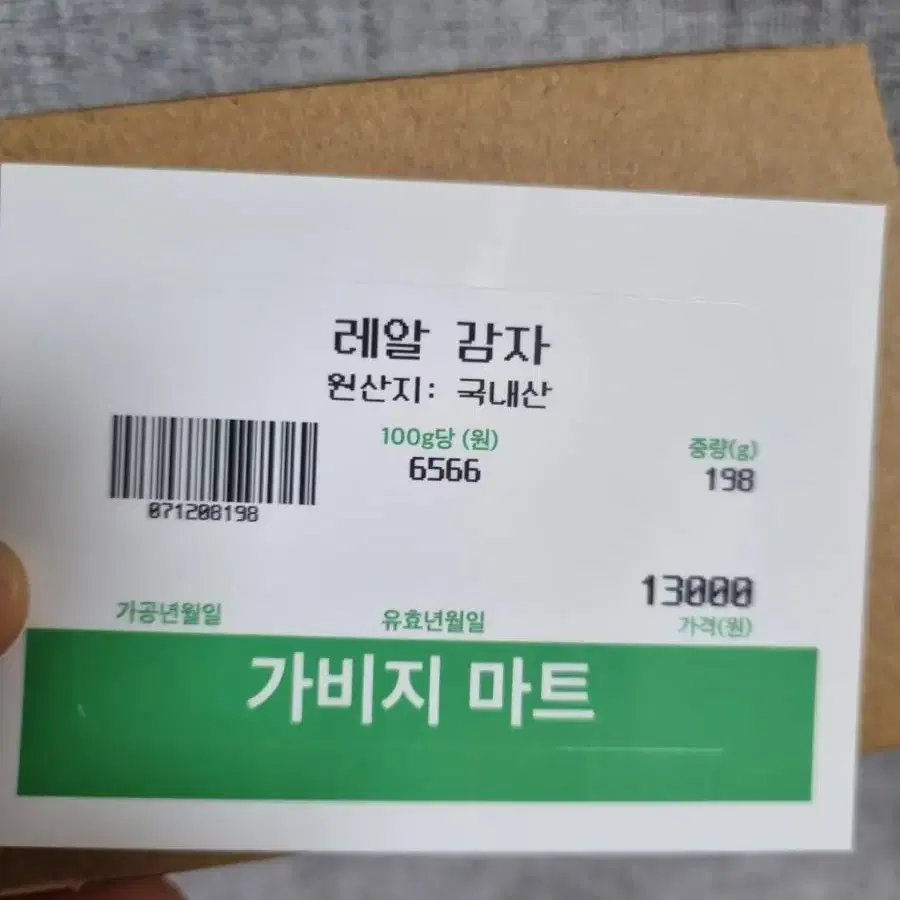 레알 감자
원산지: 국내산
100g당 (원)
6566
중량(g)
198
071208198
13000
가공년월일
유효년월일
가격(원)
가비지 마트